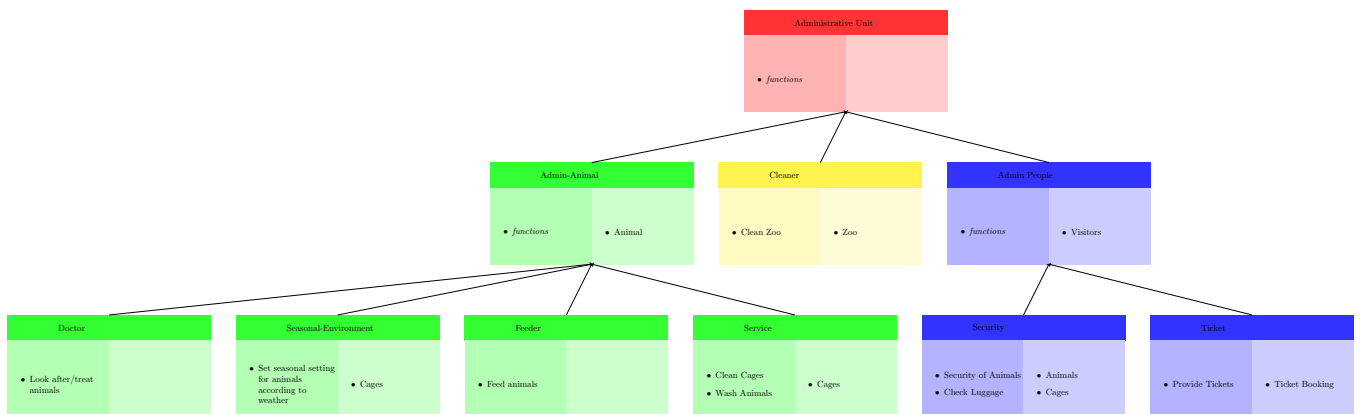 Administrative Unit
• functions
Admin-Animal
• functions
• Animal
Cleaner
• Clean Zoo
• Zoo
Admin People
• functions
• Visitors
Doctor
• Look after/treat
animals
Seasonal-Environment
• Set seasonal setting
for animals
according to
weather
• Cages
Feeder
• Feed animals
Service
• Clean Cages
• Wash Animals
• Cages
Security
• Security of Animals
• Check Luggage
• Animals
• Cages
Ticket
• Provide Tickets
• Ticket Booking